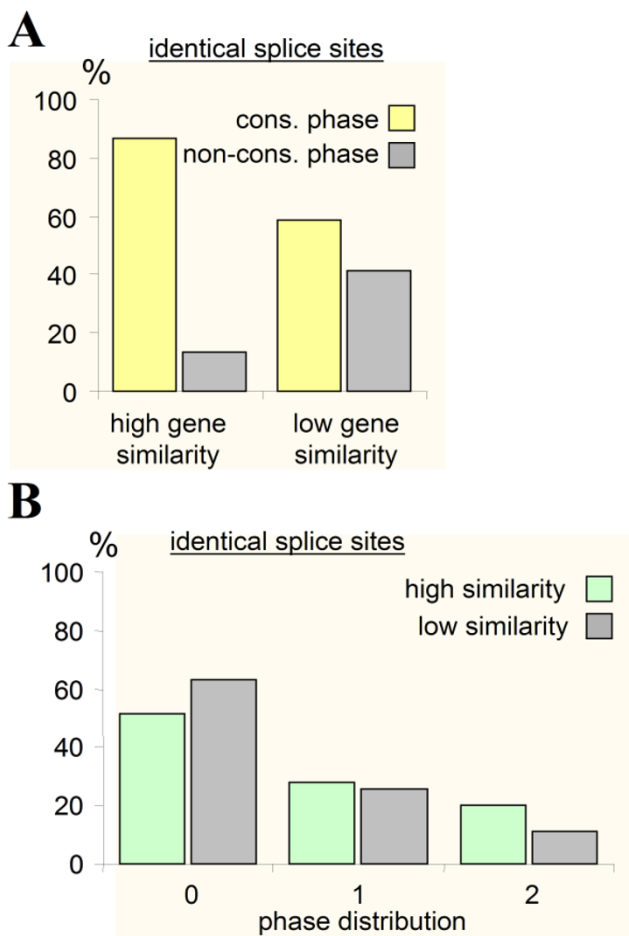 A
identical splice sites
%
100
80
60
40
20
0
cons. phase
non-cons. phase
high gene
similarity
low gene
similarity
B
identical splice sites
%
100
80
60
40
20
0
high similarity
low similarity
0 1 2
phase distribution